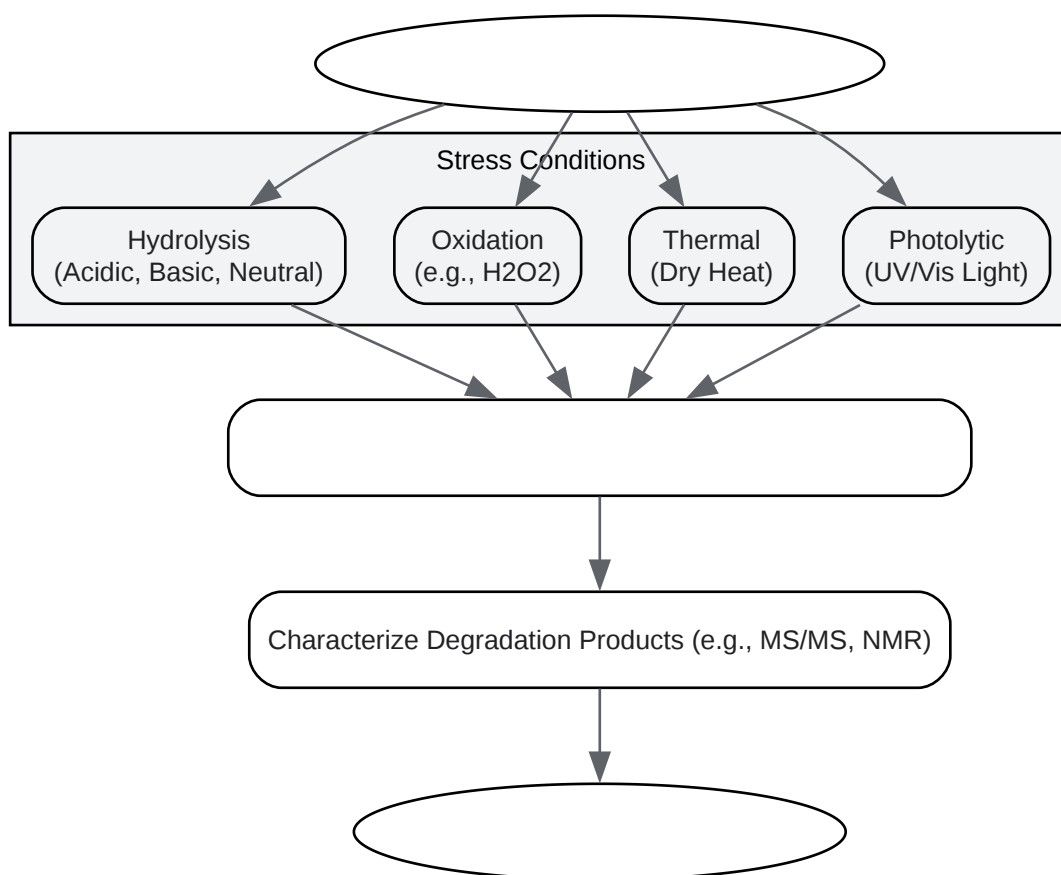 Stress Conditions
Hydrolysis
(Acidic, Basic, Neutral)
Oxidation
(e.g., H2O2)
Thermal
(Dry Heat)
Photolytic
(UV/Vis Light)
Characterize Degradation Products (e.g., MS/MS, NMR)